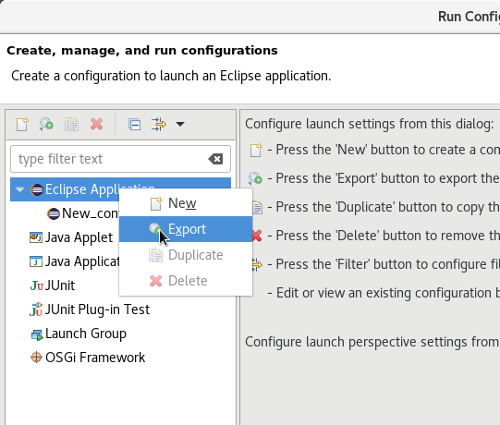 Run Config
Create, manage, and run configurations
Create a configuration to launch an Eclipse application.
type filter text
Eclipse Application
New_con
Java Applet
Java Applicat
JUnit
JUnit Plug-in Test
Launch Group
OSGi Framework
New
Export
Duplicate
Delete
Configure launch settings from this dialog:
- Press the 'New' button to create a con
- Press the 'Export' button to export the
- Press the 'Duplicate' button to copy th
- Press the 'Delete' button to remove th
- Press the 'Filter' button to configure fil
- Edit or view an existing configuration b
Configure launch perspective settings from